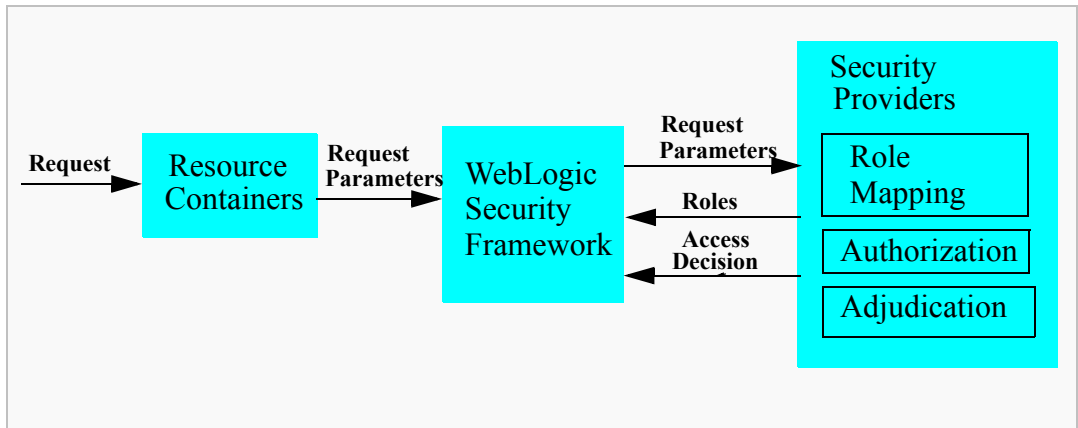 Request
Resource
Containers
Request
Parameters
WebLogic
Security
Framework
Request
Parameters
Roles
Access
Decision
Security
Providers
Role
Mapping
Authorization
Adjudication